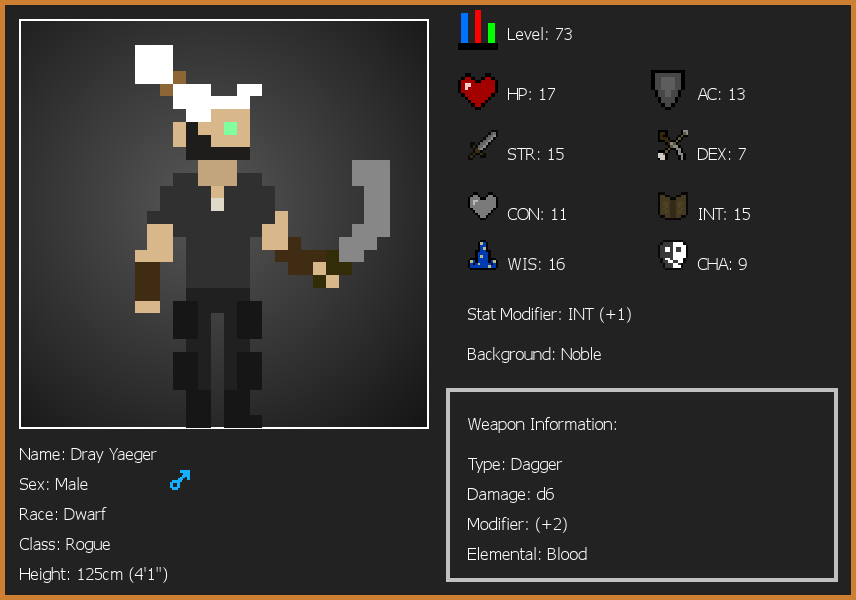 Level: 73
HP: 17
AC: 13
STR: 15
DEX: 7
CON: 11
INT: 15
WIS: 16
CHA: 9
Stat Modifier: INT (+1)
Background: Noble
Weapon Information:
Type: Dagger
Damage: d6
Modifier: (+2)
Elemental: Blood
Name: Dray Yaeger
Sex: Male
Race: Dwarf
Class: Rogue
Height: 125cm (4'1")